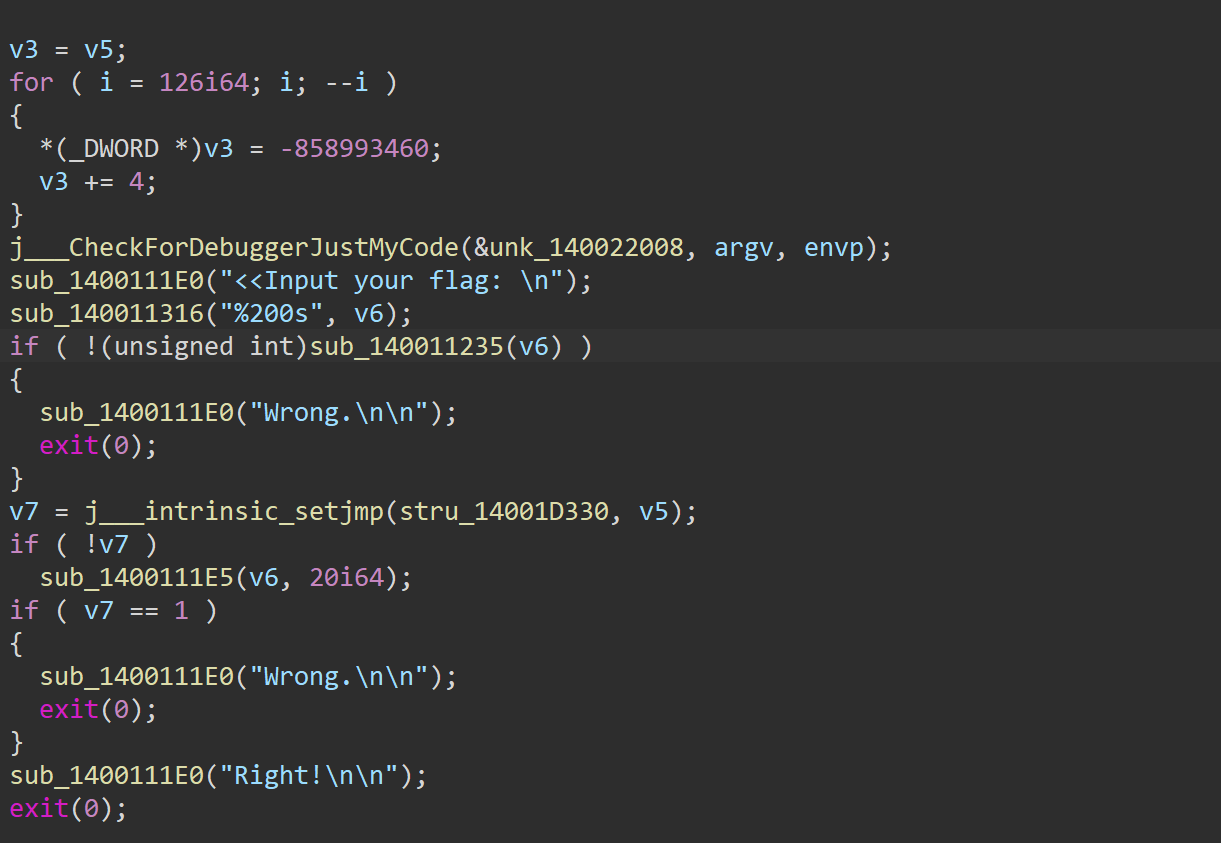 v3 = v5;
for ( i = 126i64; i; --i )
{
  *(_DWORD *)v3 = -858993460;
  v3 += 4;
}
j___CheckForDebuggerJustMyCode(&unk_140022008, argv, envp);
sub_1400111E0("<<Input your flag: \n");
sub_140011316("%200s", v6);
if ( !(unsigned int)sub_140011235(v6) )
{
  sub_1400111E0("Wrong.\n\n");
  exit(0);
}
v7 = j___intrinsic_setjmp(stru_14001D330, v5);
if ( !v7 )
  sub_1400111E5(v6, 20i64);
if ( v7 == 1 )
{
  sub_1400111E0("Wrong.\n\n");
  exit(0);
}
sub_1400111E0("Right!\n\n");
exit(0);